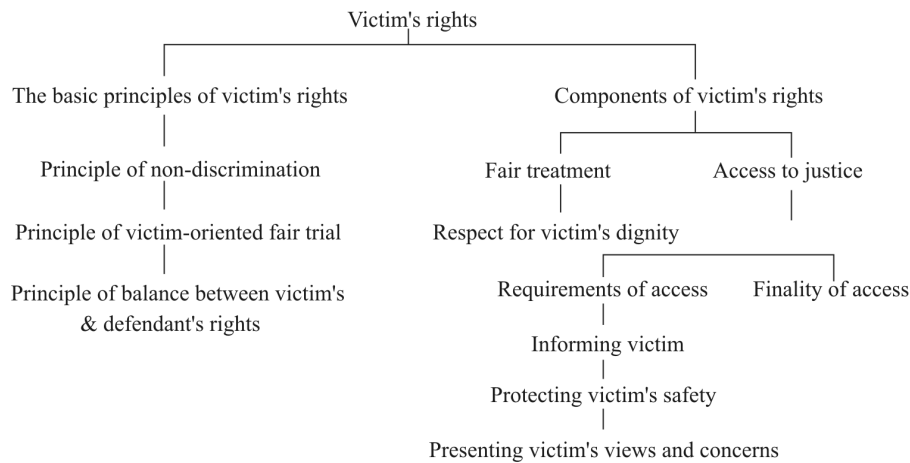 Victim's rights
The basic principles of victim's rights
Components of victim's rights
Principle of non-discrimination
Fair treatment
Access to justice
Principle of victim-oriented fair trial
Respect for victim's dignity
Principle of balance between victim's
& defendant's rights
Requirements of access
Finality of access
Informing victim
Protecting victim's safety
Presenting victim's views and concerns